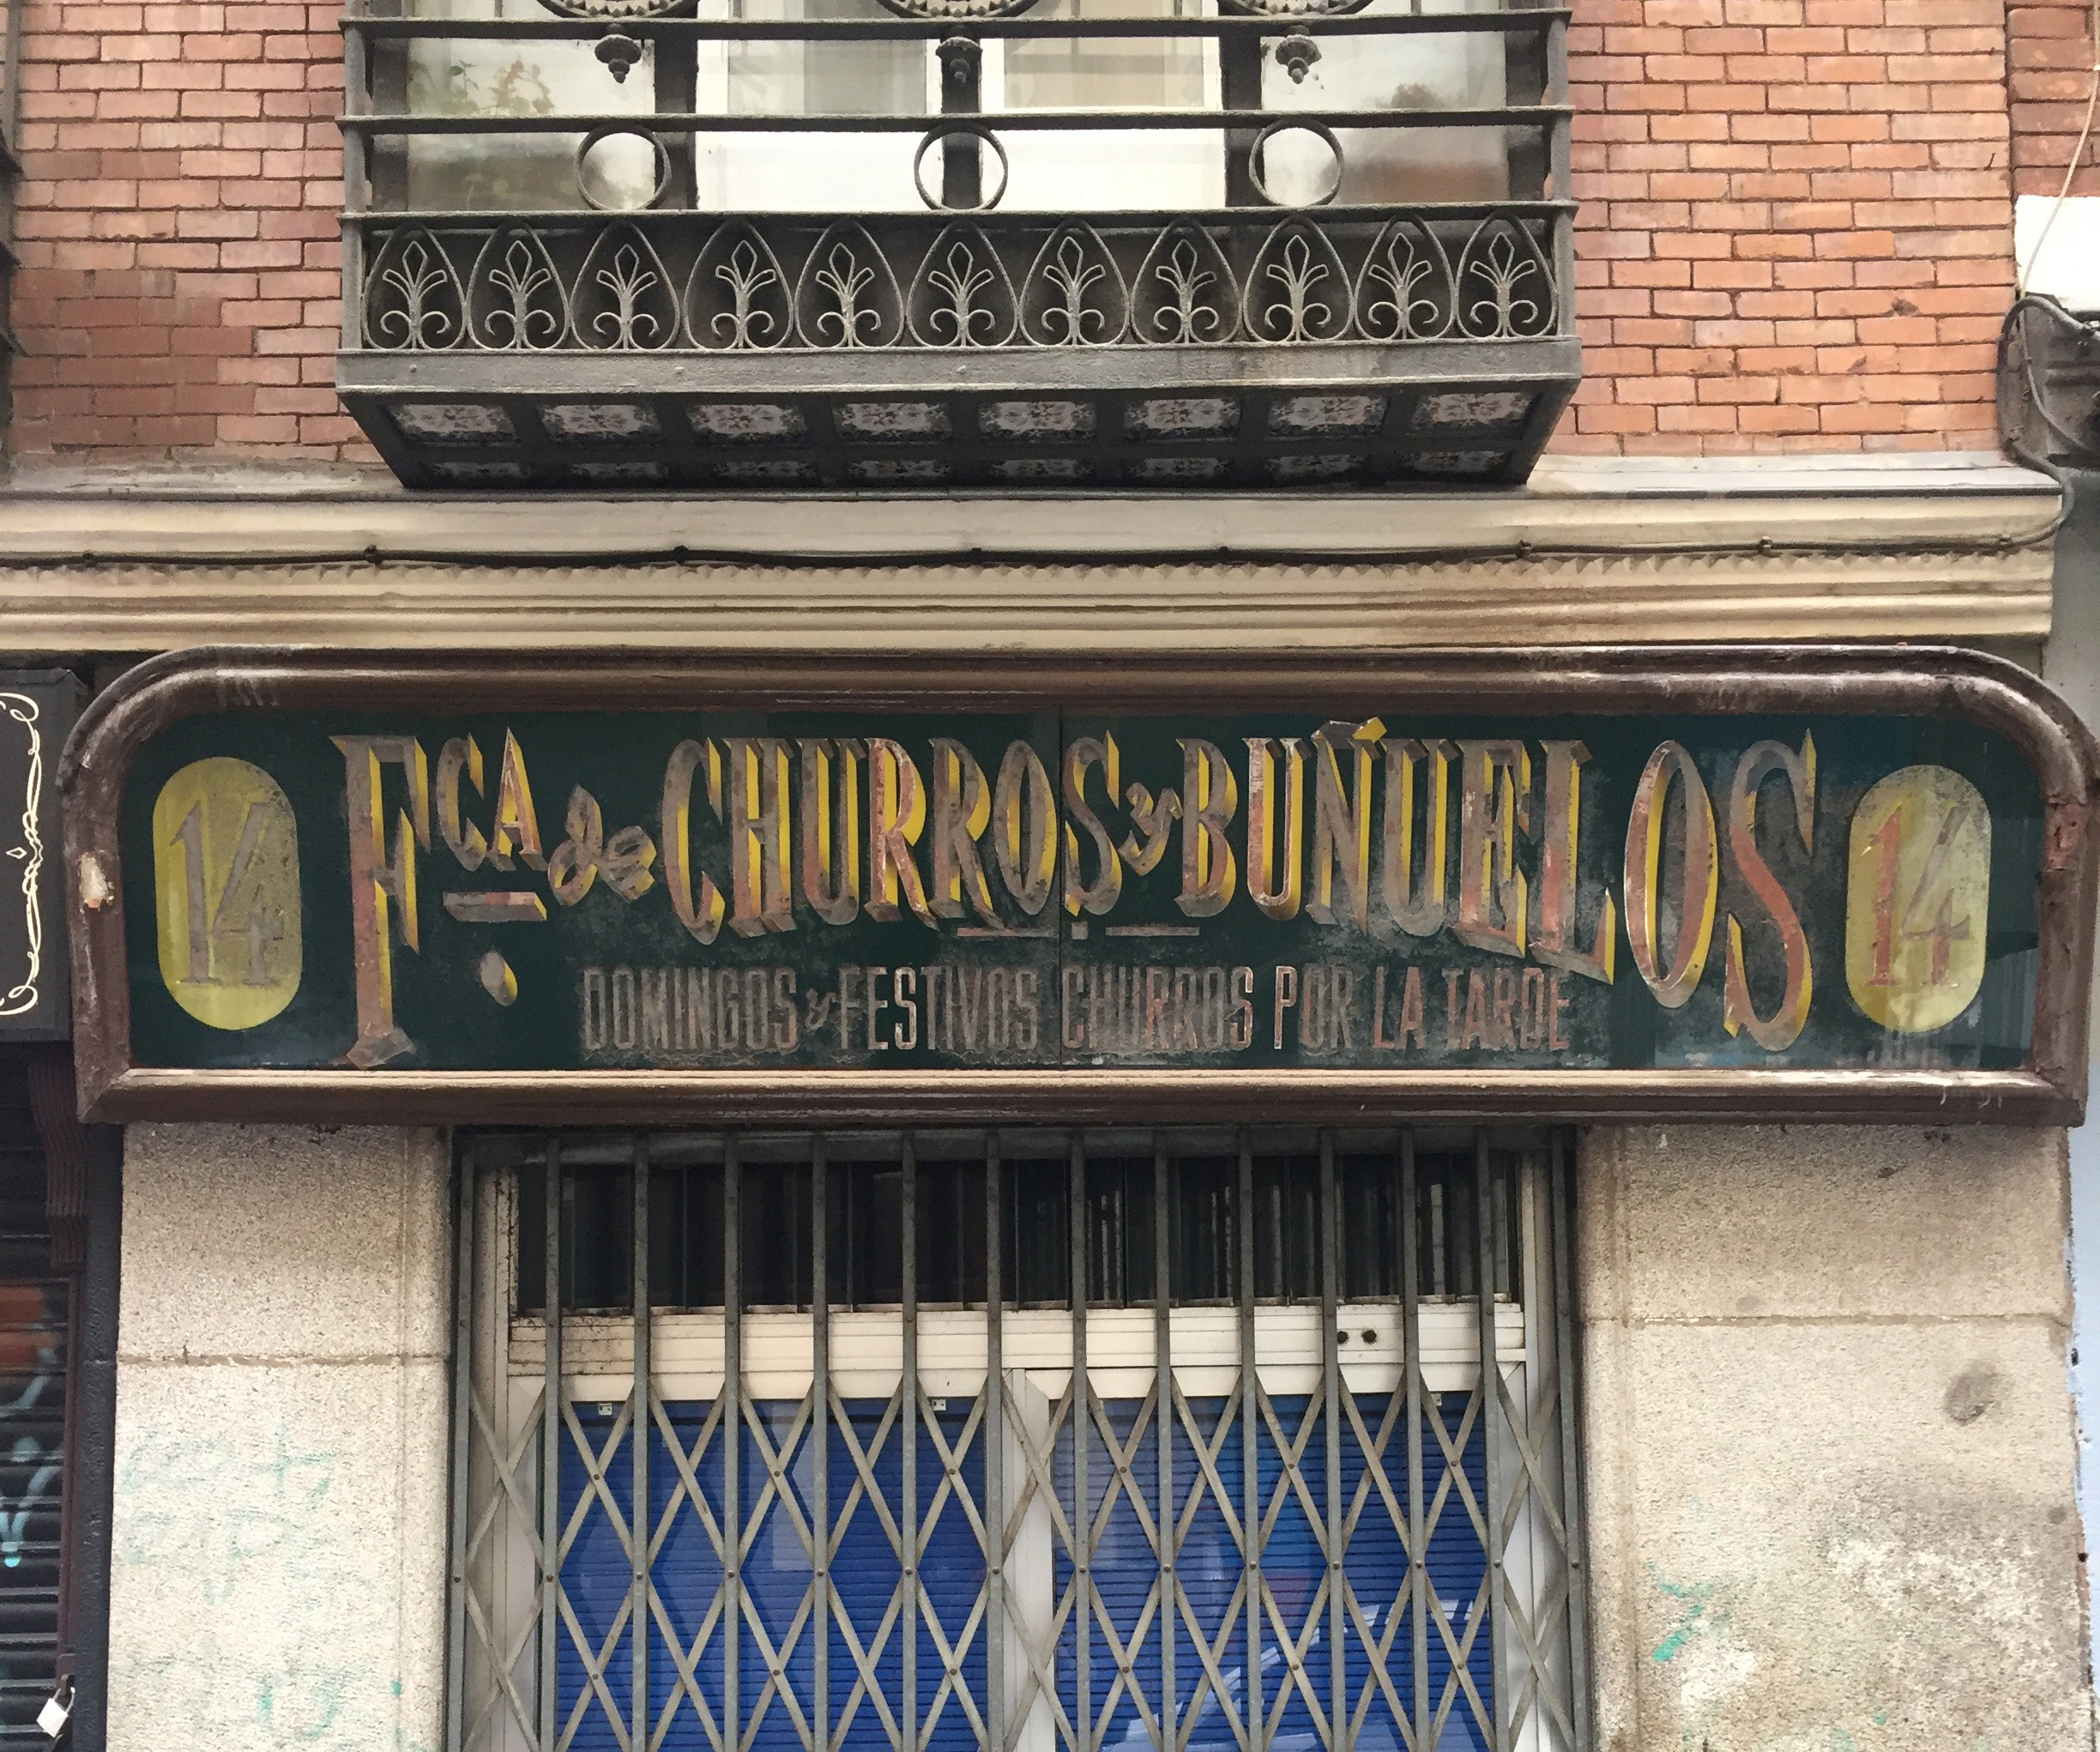 14 Fca. de CHURROS y BUÑUELOS 14
DOMINGOS y FESTIVOS CHURROS POR LA TARDE